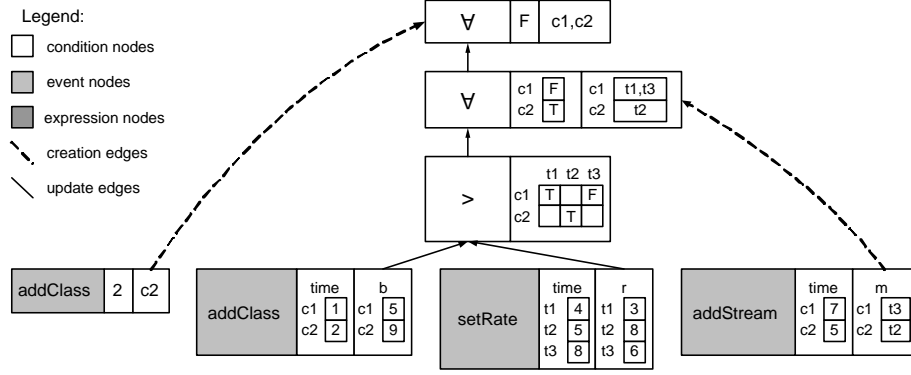 Legend:
condition nodes
event nodes
expression nodes
creation edges
update edges
∀ F c1,c2
∀ c1 F c1 t1,t3
c2 T c2 t2
t1 t2 t3
> c1 T F
c2 T
addClass 2 c2
addClass
time b
c1 1 c1 5
c2 2 c2 9
setRate
time r
t1 4 t1 3
t2 5 t2 8
t3 8 t3 6
addStream
time m
c1 7 c1 t3
c2 5 c2 t2